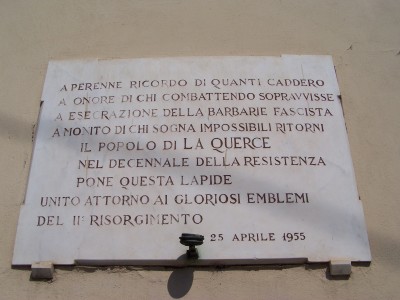 A PERENNE RICORDO DI QUANTI CADDERO
A ONORE DI CHI COMBATTENDO SOPRAVVISSE
A ESECRAZIONE DELLA BARBARIE FASCISTA
A MONITO DI CHI SOGNA IMPOSSIBILI RITORNI
IL POPOLO DI LA QUERCE
NEL DECENNALE DELLA RESISTENZA
PONE QUESTA LAPIDE
UNITO ATTORNO AI GLORIOSI EMBLEMI
DEL II° RISORGIMENTO
25 APRILE 1955